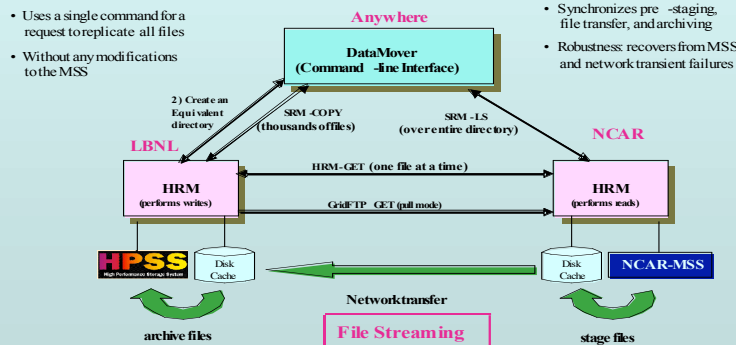 • Uses a single command for a
request to replicate all files
• Without any modifications
to the MSS
Anywhere
• Synchronizes pre -staging,
file transfer, and archiving
• Robustness: recovers from MSS
and network transient failures
DataMover
(Command -line Interface)
2) Create an
Equivalent
directory
SRM -COPY
(thousands of files)
SRM -LS
(over entire directory)
LBNL
NCAR
HRM
(performs writes)
HRM-GET (one file at a time)
GridFTP GET (pull mode)
HRM
(performs reads)
HPSS
High Performance Storage System
Disk
Cache
Disk
Cache
NCAR-MSS
Network transfer
archive files
File Streaming
stage files